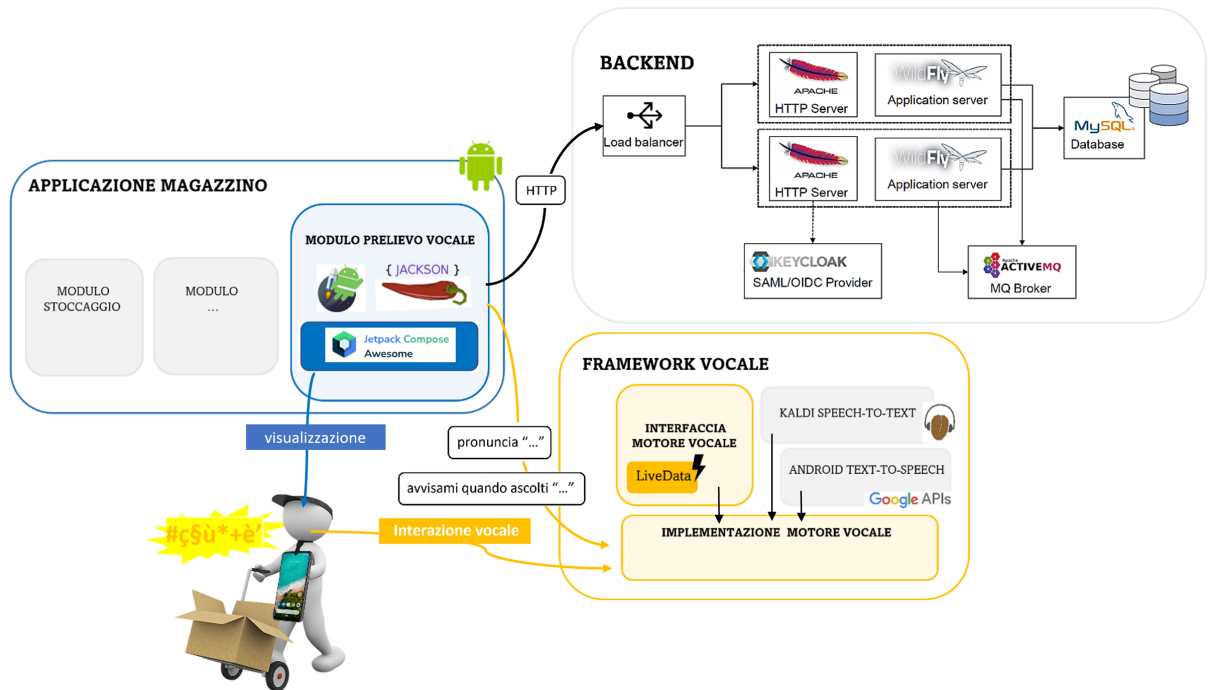 BACKEND
APACHE
HTTP Server
WildFly
Application server
Load balancer
APACHE
HTTP Server
WildFly
Application server
MySQL
Database
KEYCLOAK
SAML/OIDC Provider
Apache
ACTIVEMQ
MQ Broker
HTTP
APPLICAZIONE MAGAZZINO
MODULO
STOCCAGGIO
MODULO
...
MODULO PRELIEVO VOCALE
{ JACKSON }
Jetpack Compose
Awesome
visualizzazione
pronuncia “...”
avvisami quando ascolti “...”
Interazione vocale
#ç§ù*+è'
FRAMEWORK VOCALE
INTERFACCIA
MOTORE VOCALE
LiveData
KALDI SPEECH-TO-TEXT
ANDROID TEXT-TO-SPEECH
Google APIs
IMPLEMENTAZIONE MOTORE VOCALE